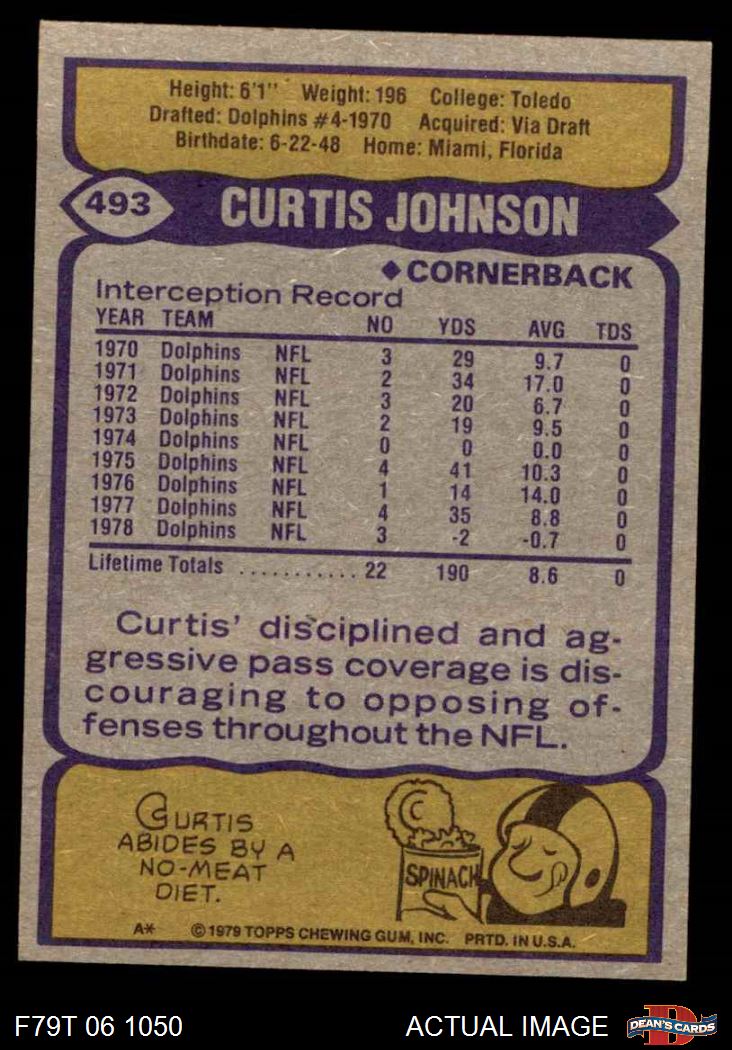 Height: 6'1" Weight: 196 College: Toledo
Drafted: Dolphins #4-1970 Acquired: Via Draft
Birthdate: 6-22-48 Home: Miami, Florida
493 CURTIS JOHNSON
◆ CORNERBACK
Interception Record
YEAR TEAM NO YDS AVG TDS
1970 Dolphins NFL 3 29 9.7 0
1971 Dolphins NFL 2 34 17.0 0
1972 Dolphins NFL 3 20 6.7 0
1973 Dolphins NFL 2 19 9.5 0
1974 Dolphins NFL 0 0 0.0 0
1975 Dolphins NFL 4 41 10.3 0
1976 Dolphins NFL 1 14 14.0 0
1977 Dolphins NFL 4 35 8.8 0
1978 Dolphins NFL 3 -2 -0.7 0
Lifetime Totals ........... 22 190 8.6 0
Curtis' disciplined and ag-
gressive pass coverage is dis-
couraging to opposing of-
fenses throughout the NFL.
CURTIS
ABIDES BY A
NO-MEAT
DIET.
C
SPINACH
A* © 1979 TOPPS CHEWING GUM, INC. PRTD. IN U.S.A.
F79T 06 1050 ACTUAL IMAGE D DEAN'S CARDS